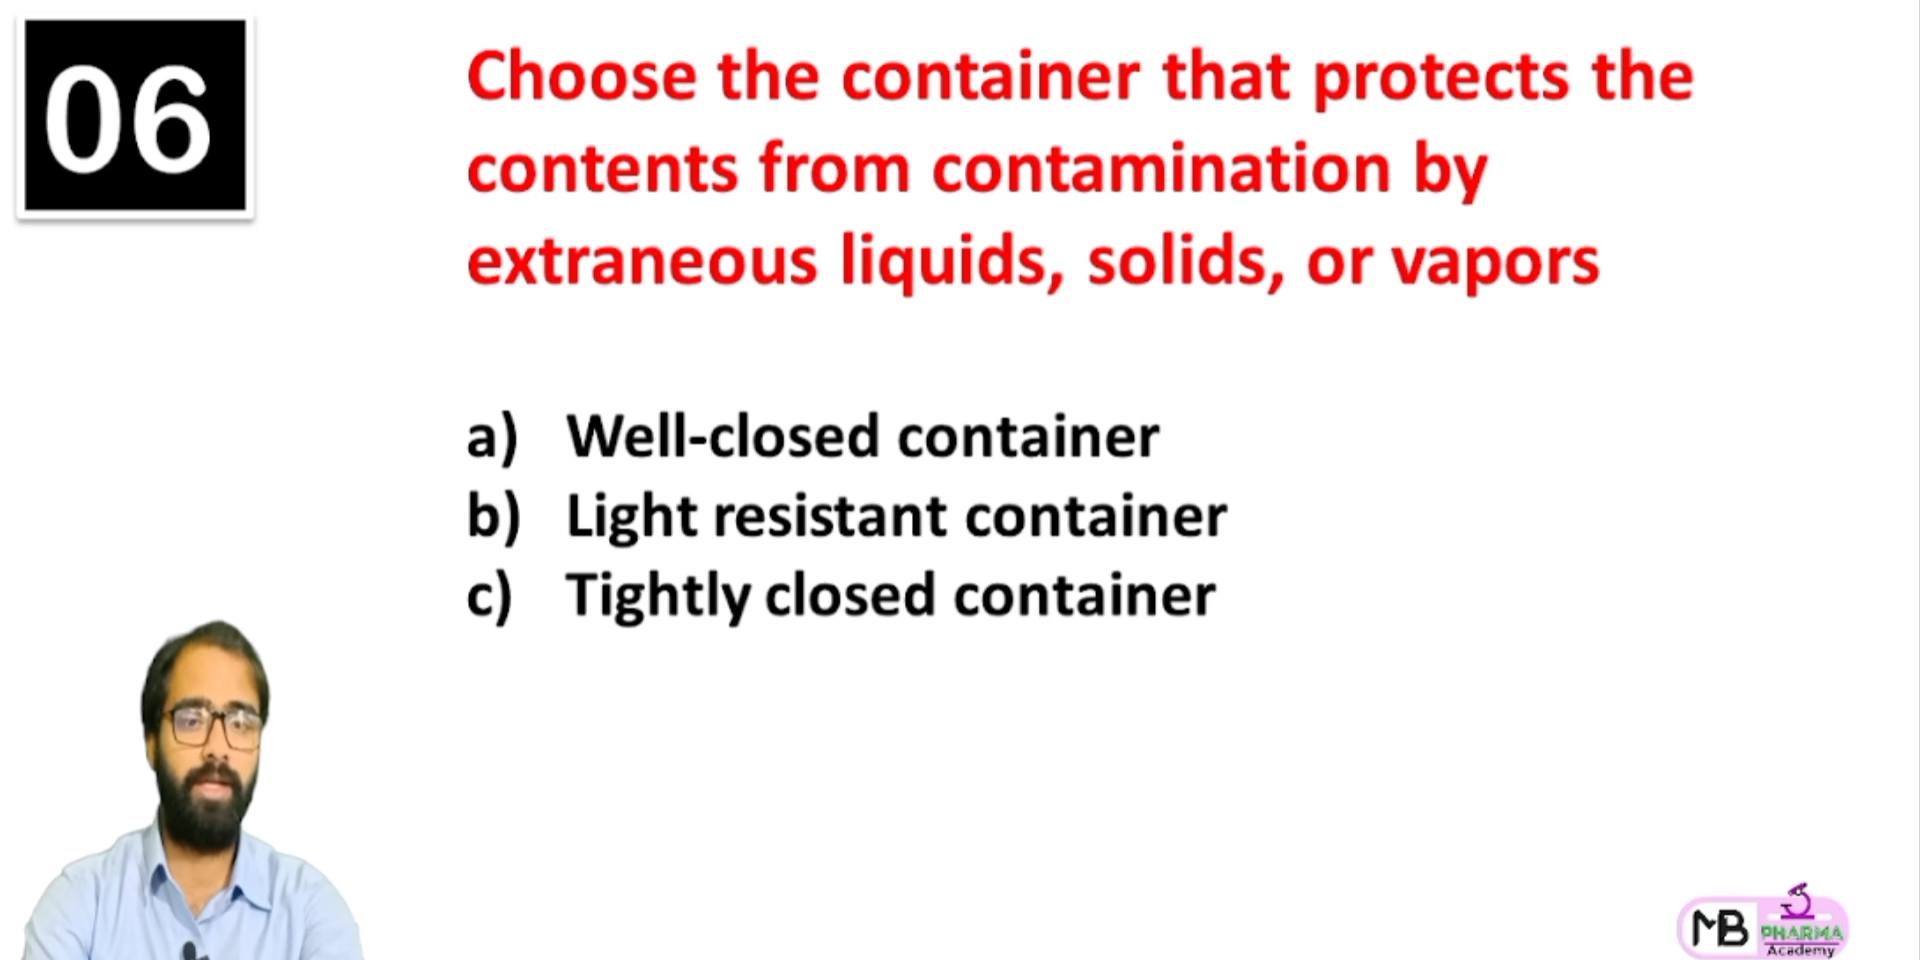 06
Choose the container that protects the
contents from contamination by
extraneous liquids, solids, or vapors
a) Well-closed container
b) Light resistant container
c) Tightly closed container
MB PHARMA
Academy